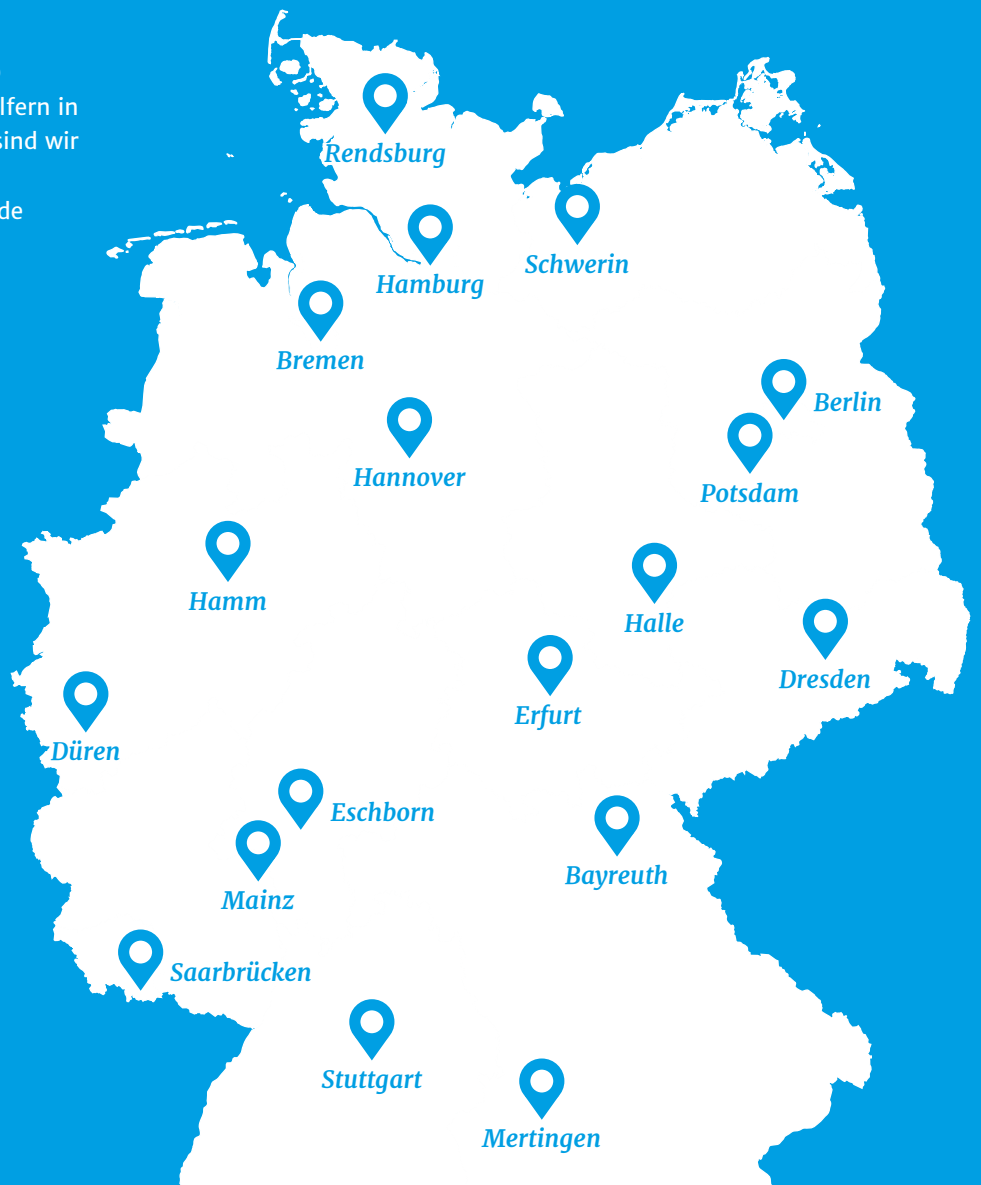 lfern in
sind wir
de
Rendsburg
Schwerin
Hamburg
Bremen
Berlin
Hannover
Potsdam
Hamm
Halle
Dresden
Erfurt
Düren
Eschborn
Bayreuth
Mainz
Saarbrücken
Stuttgart
Mertingen